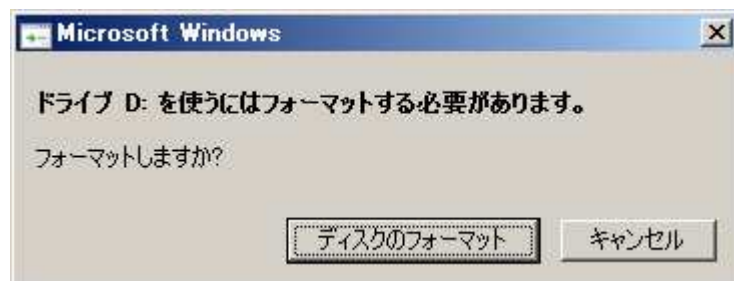 Microsoft Windows
ドライブ D: を使うにはフォーマットする必要があります。
フォーマットしますか?
ディスクのフォーマット
キャンセル